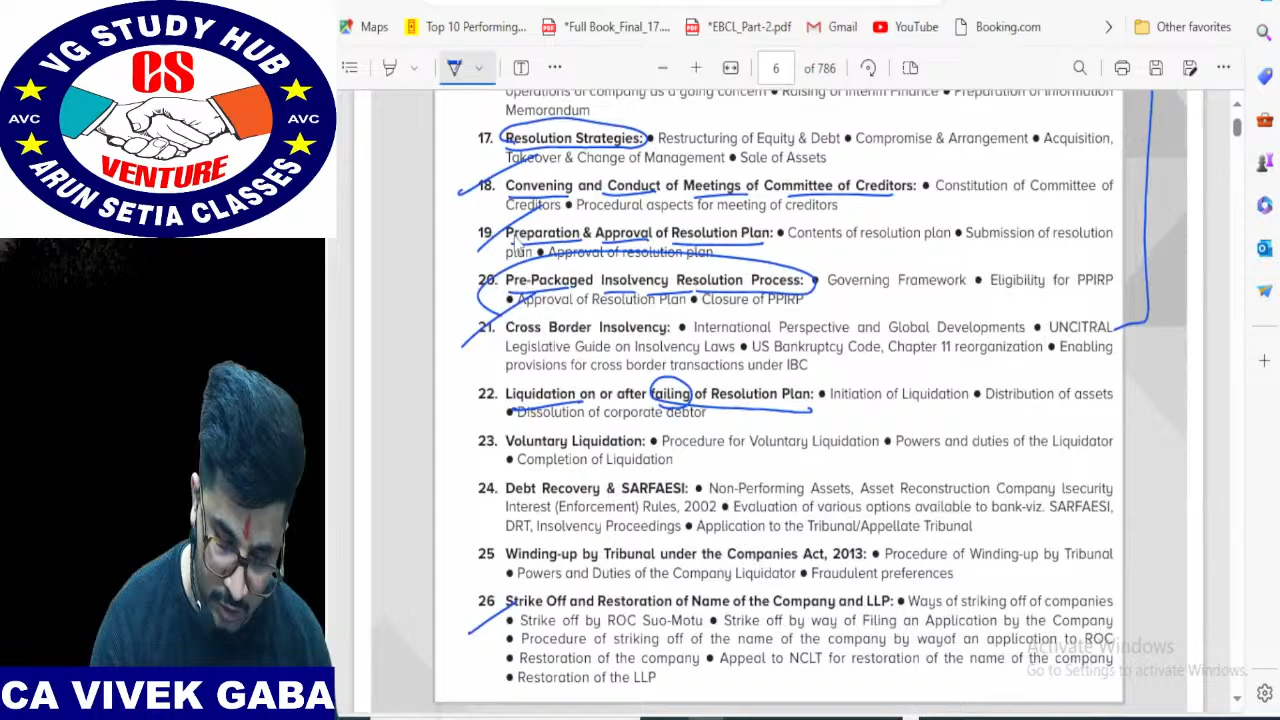 VG STUDY HUB
CS
AVC
AVC
VENTURE
ARUN SETIA CLASSES
CA VIVEK GABA
Maps
Top 10 Performing...
*Full Book_Final_17....
*EBCL_Part-2.pdf
Gmail
YouTube
Booking.com
Other favorites
6 of 786
Operations of company as a going concern ● Raising of Interim Finance ● Preparation of Information
Memorandum
17. Resolution Strategies: ● Restructuring of Equity & Debt ● Compromise & Arrangement ● Acquisition,
Takeover & Change of Management ● Sale of Assets
18. Convening and Conduct of Meetings of Committee of Creditors: ● Constitution of Committee of
Creditors ● Procedural aspects for meeting of creditors
19. Preparation & Approval of Resolution Plan: ● Contents of resolution plan ● Submission of resolution
plan ● Approval of resolution plan
20. Pre-Packaged Insolvency Resolution Process: ● Governing Framework ● Eligibility for PPIRP
● Approval of Resolution Plan ● Closure of PPIRP
21. Cross Border Insolvency: ● International Perspective and Global Developments ● UNCITRAL
Legislative Guide on Insolvency Laws ● US Bankruptcy Code, Chapter 11 reorganization ● Enabling
provisions for cross border transactions under IBC
22. Liquidation on or after failing of Resolution Plan: ● Initiation of Liquidation ● Distribution of assets
● Dissolution of corporate debtor
23. Voluntary Liquidation: ● Procedure for Voluntary Liquidation ● Powers and duties of the Liquidator
● Completion of Liquidation
24. Debt Recovery & SARFAESI: ● Non-Performing Assets, Asset Reconstruction Company lsecurity
Interest (Enforcement) Rules, 2002 ● Evaluation of various options available to bank-viz. SARFAESI,
DRT, Insolvency Proceedings ● Application to the Tribunal/Appellate Tribunal
25 Winding-up by Tribunal under the Companies Act, 2013: ● Procedure of Winding-up by Tribunal
● Powers and Duties of the Company Liquidator ● Fraudulent preferences
26 Strike Off and Restoration of Name of the Company and LLP: ● Ways of striking off of companies
● Strike off by ROC Suo-Motu ● Strike off by way of Filing an Application by the Company
● Procedure of striking off of the name of the company by wayof an application to ROC
● Restoration of the company ● Appeal to NCLT for restoration of the name of the company
● Restoration of the LLP
Activate Windows
Go to Settings to activate Windows.